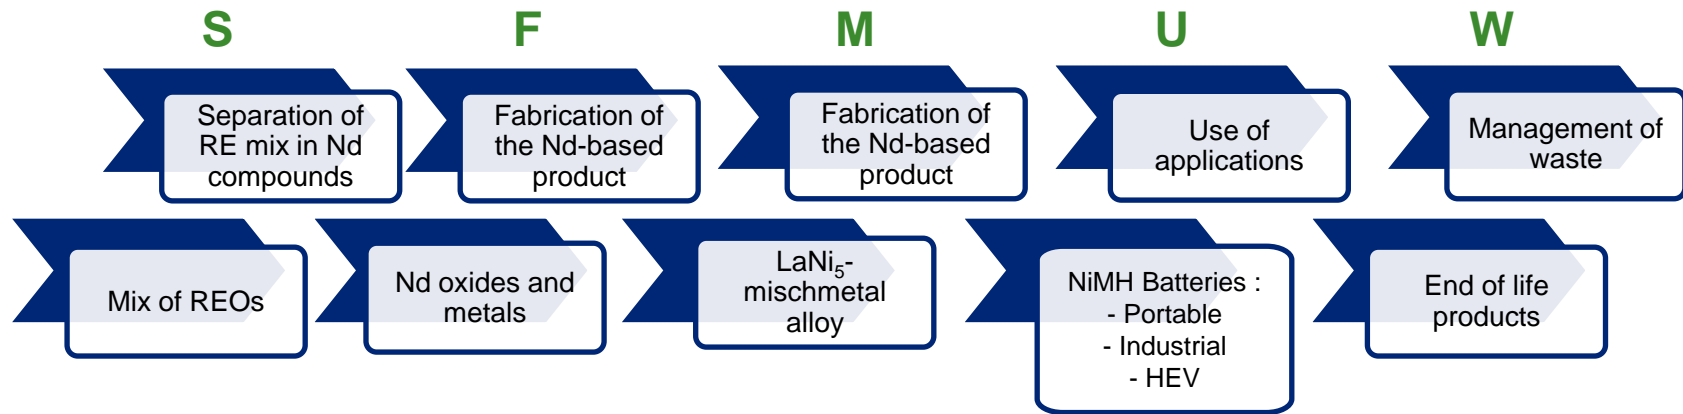 S F M U W
Separation of
RE mix in Nd
compounds
Fabrication of
the Nd-based
product
Fabrication of
the Nd-based
product
Use of
applications
Management of
waste
Mix of REOs
Nd oxides and
metals
LaNi₅-
mischmetal
alloy
NiMH Batteries :
- Portable
- Industrial
- HEV
End of life
products